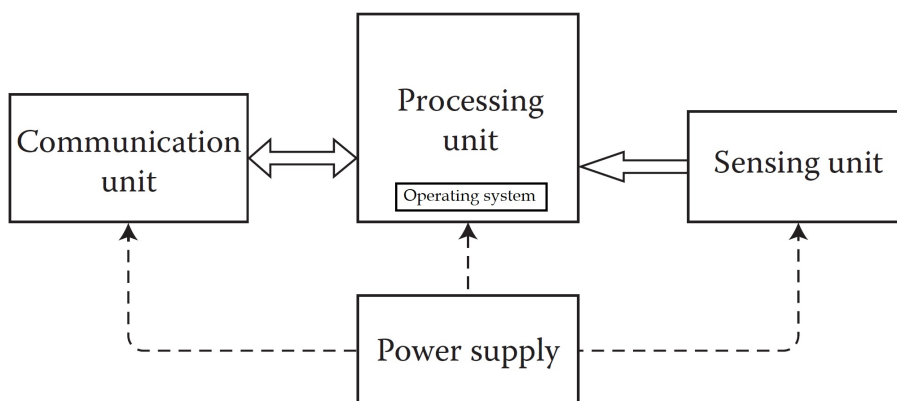 Communication
unit
Processing
unit
Operating system
Sensing unit
Power supply